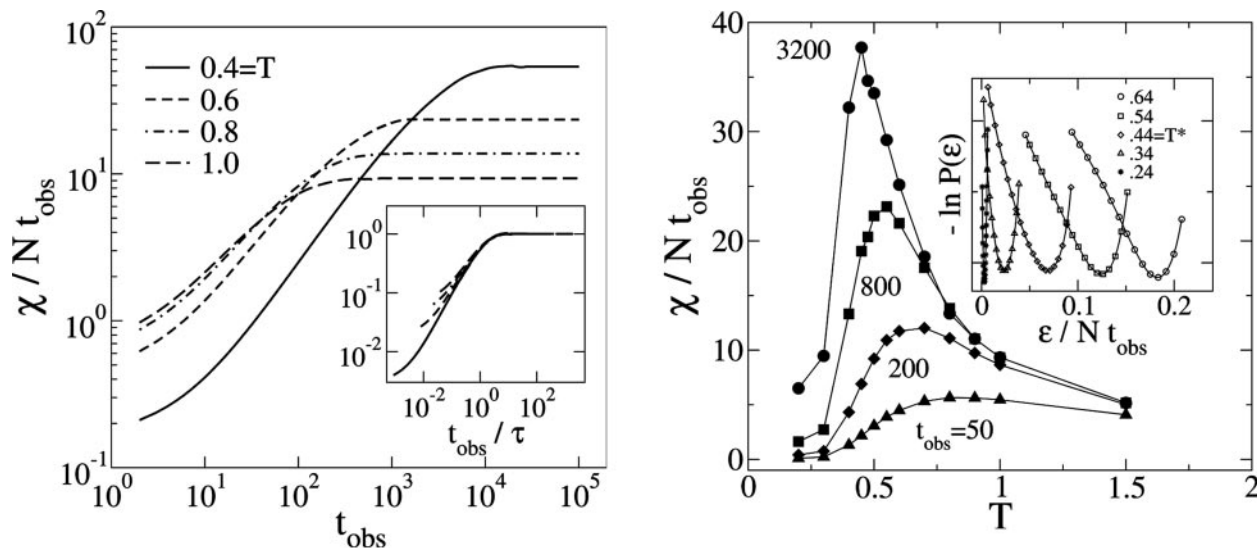 10^2
10^1
10^0
10^-1
χ / N t_obs
0.4=T
0.6
0.8
1.0
10^0
10^-1
10^-2
10^-2 10^0 10^2
t_obs / τ
10^0 10^1 10^2 10^3 10^4 10^5
t_obs
40
30
20
10
0
χ / N t_obs
3200
800
200
t_obs=50
- ln P(ε)
.64
.54
.44=T*
.34
.24
0 0.1 0.2
ε / N t_obs
0 0.5 1 1.5 2
T